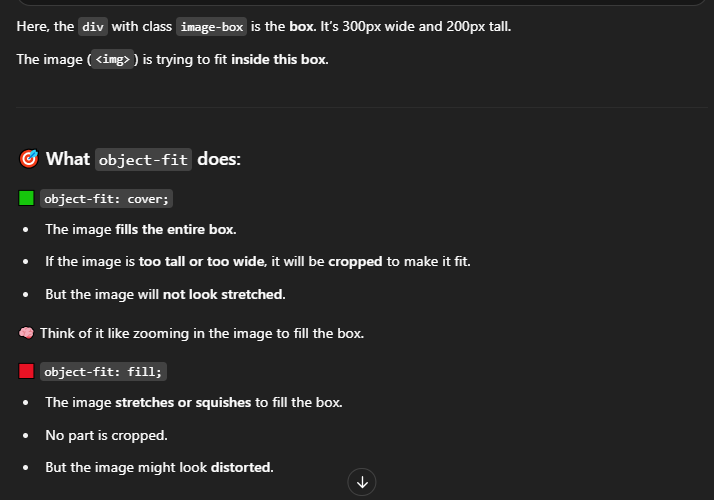 Here, the div with class image-box is the box. It’s 300px wide and 200px tall.
The image (<img>) is trying to fit inside this box.
🎯 What object-fit does:
🟩 object-fit: cover;
• The image fills the entire box.
• If the image is too tall or too wide, it will be cropped to make it fit.
• But the image will not look stretched.
🧠 Think of it like zooming in the image to fill the box.
🟥 object-fit: fill;
• The image stretches or squishes to fill the box.
• No part is cropped.
• But the image might look distorted.